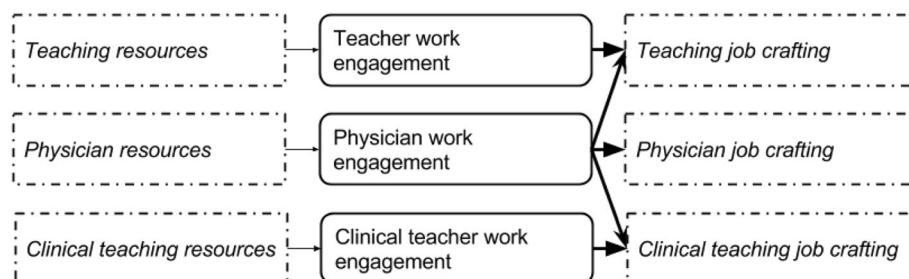 Teaching resources
Teacher work
engagement
Teaching job crafting
Physician resources
Physician work
engagement
Physician job crafting
Clinical teaching resources
Clinical teacher work
engagement
Clinical teaching job crafting